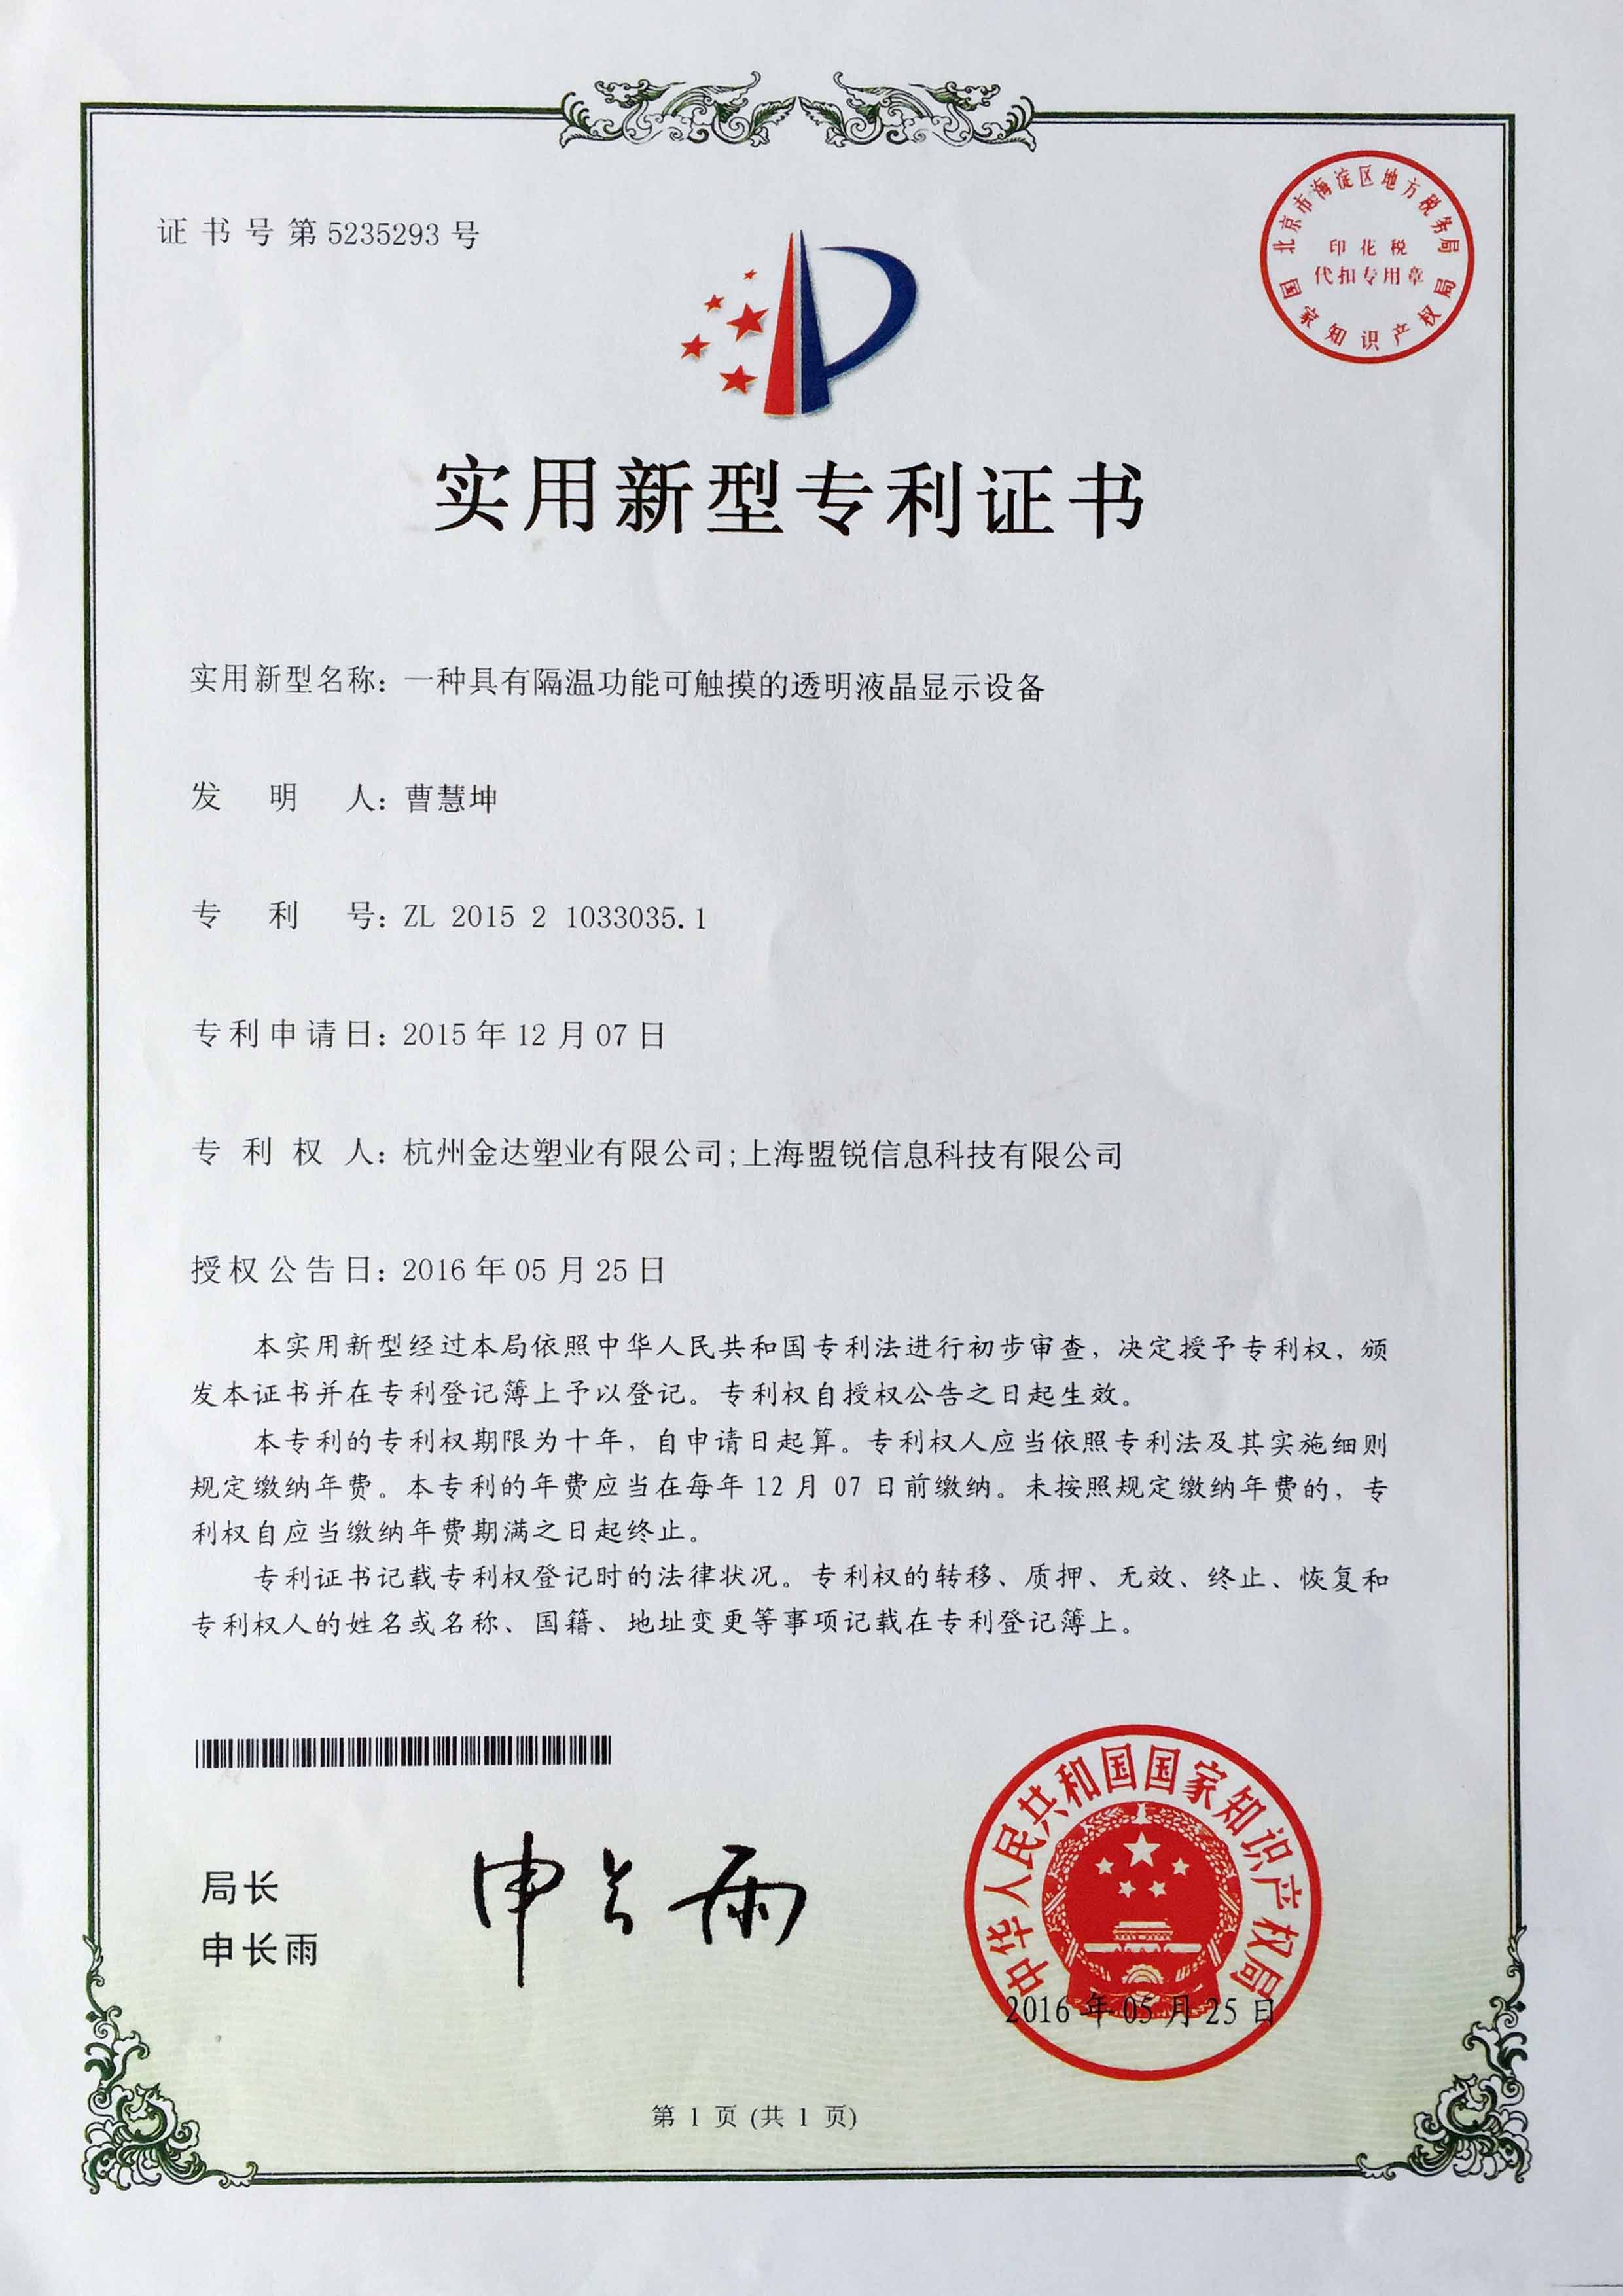 证书号第5235293号
北京市海淀区地方税务局
印花税
代扣专用章
国家知识产权局
实用新型专利证书
实用新型名称：一种具有隔温功能可触摸的透明液晶显示设备
发明人：曹慧坤
专利号：ZL 2015 2 1033035.1
专利申请日：2015年12月07日
专利权人：杭州金达塑业有限公司;上海盟锐信息科技有限公司
授权公告日：2016年05月25日
本实用新型经过本局依照中华人民共和国专利法进行初步审查，决定授予专利权，颁
发本证书并在专利登记簿上予以登记。专利权自授权公告之日起生效。
本专利的专利权期限为十年，自申请日起算。专利权人应当依照专利法及其实施细则
规定缴纳年费。本专利的年费应当在每年12月07日前缴纳。未按照规定缴纳年费的，专
利权自应当缴纳年费期满之日起终止。
专利证书记载专利权登记时的法律状况。专利权的转移、质押、无效、终止、恢复和
专利权人的姓名或名称、国籍、地址变更等事项记载在专利登记簿上。
局长
申长雨
申长雨
中华人民共和国国家知识产权局
2016年05月25日
第1页(共1页)